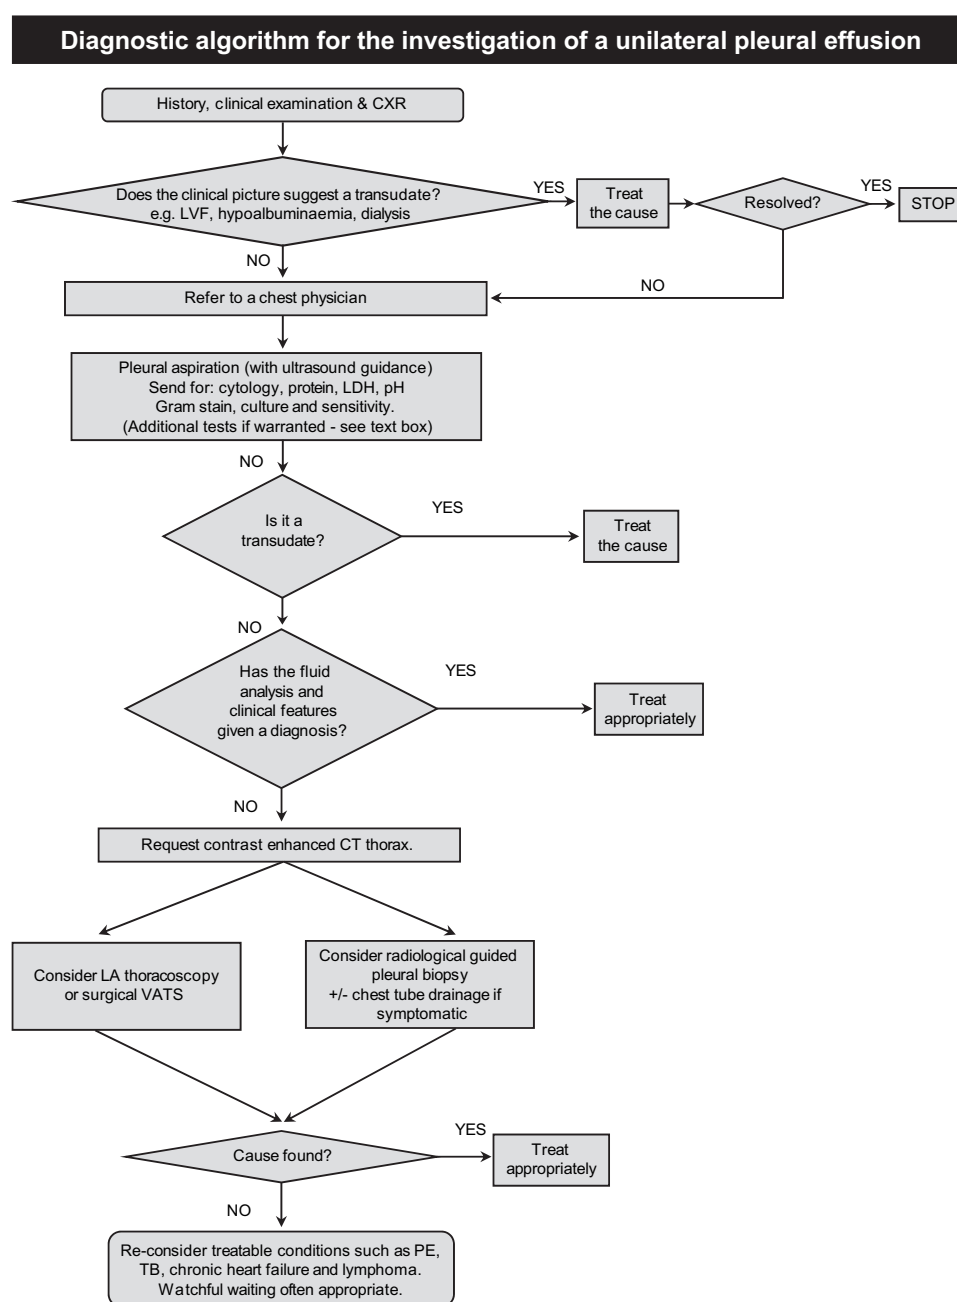 Diagnostic algorithm for the investigation of a unilateral pleural effusion
History, clinical examination & CXR
Does the clinical picture suggest a transudate?
e.g. LVF, hypoalbuminaemia, dialysis
YES
Treat
the cause
Resolved?
YES
STOP
NO
NO
Refer to a chest physician
Pleural aspiration (with ultrasound guidance)
Send for: cytology, protein, LDH, pH
Gram stain, culture and sensitivity.
(Additional tests if warranted - see text box)
NO
Is it a
transudate?
YES
Treat
the cause
NO
Has the fluid
analysis and
clinical features
given a diagnosis?
YES
Treat
appropriately
NO
Request contrast enhanced CT thorax.
Consider LA thoracoscopy
or surgical VATS
Consider radiological guided
pleural biopsy
+/- chest tube drainage if
symptomatic
Cause found?
YES
Treat
appropriately
NO
Re-consider treatable conditions such as PE,
TB, chronic heart failure and lymphoma.
Watchful waiting often appropriate.